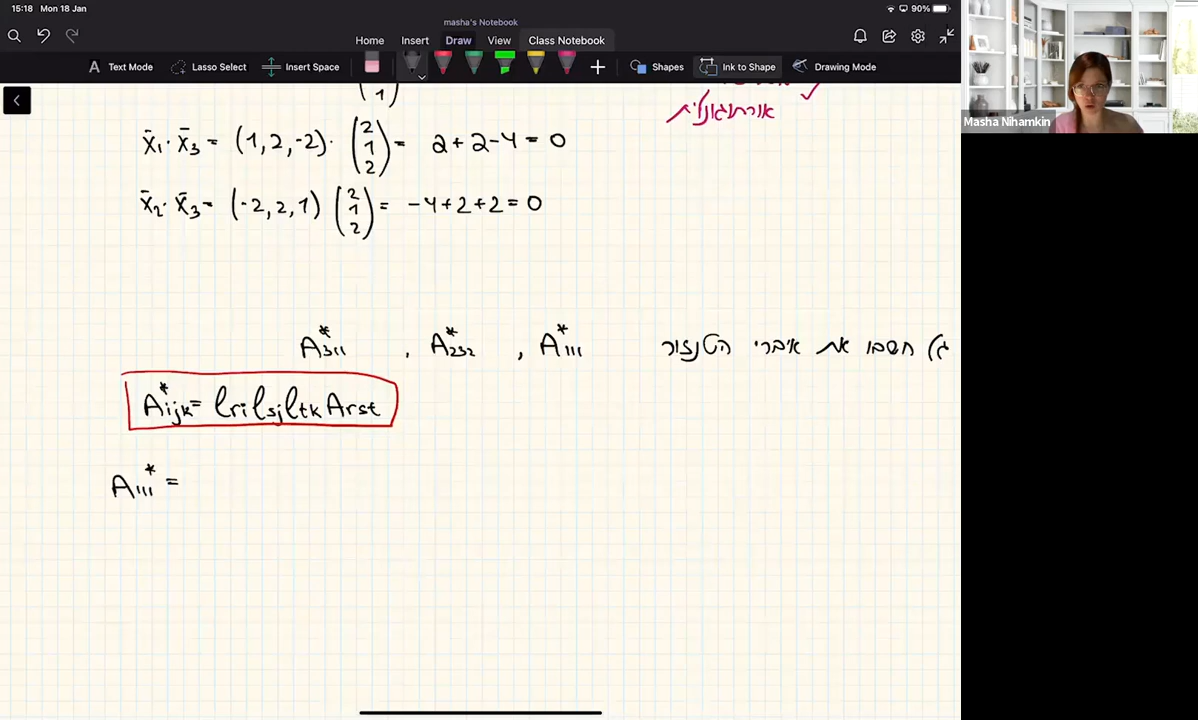 15:18 Mon 18 Jan 90%
masha's Notebook
Home Insert Draw View Class Notebook
Text Mode Lasso Select Insert Space Shapes Ink to Shape Drawing Mode
1)
אורתוגונלית ✓
Masha Nihamkin
x̄₁· x̄₃ = (1, 2, -2)· (2 1 2) = 2 + 2 - 4 = 0
x̄₂· x̄₃ = (-2, 2, 1) (2 1 2) = -4 + 2 + 2 = 0
ג) חשבו את איברי הטנזור A*₁₁₁ , A*₂₃₂ , A*₃₁₁
A*ijk = lri lsj ltk Arst
A₁₁₁* =